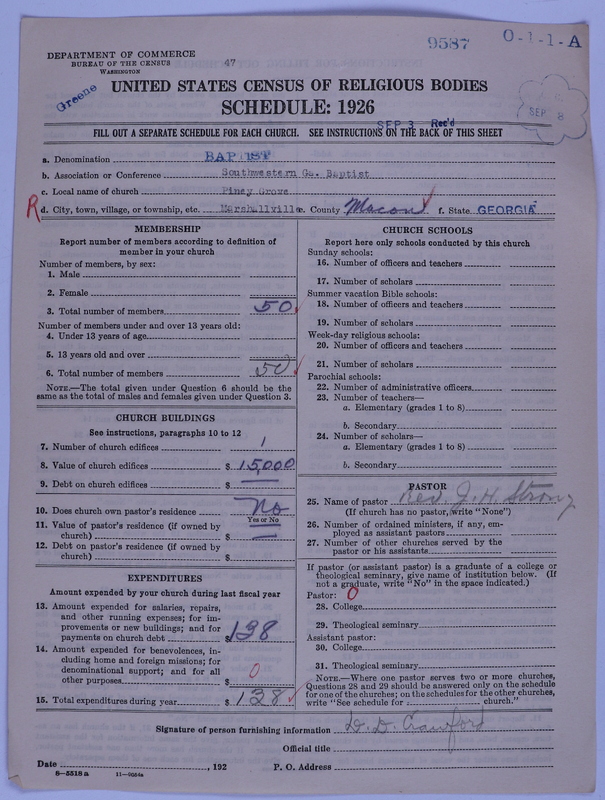 DEPARTMENT OF COMMERCE
BUREAU OF THE CENSUS
WASHINGTON
47
9587
O-1-1-A
Greene
UNITED STATES CENSUS OF RELIGIOUS BODIES
SCHEDULE: 1926
SEP 8
SEP 3 Rec'd
FILL OUT A SEPARATE SCHEDULE FOR EACH CHURCH. SEE INSTRUCTIONS ON THE BACK OF THIS SHEET
a. Denomination BAPTIST
b. Association or Conference Southwestern Ga. Baptist
c. Local name of church Piney Grove
R d. City, town, village, or township, etc. Marshallville e. County Macon f. State GEORGIA
MEMBERSHIP
Report number of members according to definition of
member in your church
Number of members, by sex:
1. Male
2. Female
3. Total number of members 50
Number of members under and over 13 years old:
4. Under 13 years of age
5. 13 years old and over
6. Total number of members 50
NOTE.—The total given under Question 6 should be the
same as the total of males and females given under Question 3.
CHURCH BUILDINGS
See instructions, paragraphs 10 to 12
7. Number of church edifices 1
8. Value of church edifices $ 15,000
9. Debt on church edifices $ —
10. Does church own pastor's residence No
Yes or No
11. Value of pastor's residence (if owned by
church) $ —
12. Debt on pastor's residence (if owned by
church) $
EXPENDITURES
Amount expended by your church during last fiscal year
13. Amount expended for salaries, repairs,
and other running expenses; for im-
provements or new buildings; and for
payments on church debt $ 138
14. Amount expended for benevolences, in-
cluding home and foreign missions; for
denominational support; and for all
other purposes $ 0
15. Total expenditures during year $ 138
CHURCH SCHOOLS
Report here only schools conducted by this church
Sunday schools:
16. Number of officers and teachers
17. Number of scholars
Summer vacation Bible schools:
18. Number of officers and teachers
19. Number of scholars
Week-day religious schools:
20. Number of officers and teachers
21. Number of scholars
Parochial schools:
22. Number of administrative officers
23. Number of teachers—
a. Elementary (grades 1 to 8)
b. Secondary
24. Number of scholars—
a. Elementary (grades 1 to 8)
b. Secondary
PASTOR
25. Name of pastor Rev. J. H. Strong
(If church has no pastor, write "None")
26. Number of ordained ministers, if any, em-
ployed as assistant pastors
27. Number of other churches served by the
pastor or his assistants
If pastor (or assistant pastor) is a graduate of a college or
theological seminary, give name of institution below. (If
not a graduate, write "No" in the space indicated.)
Pastor: 0
28. College
29. Theological seminary
Assistant pastor:
30. College
31. Theological seminary
NOTE.—Where one pastor serves two or more churches,
Questions 28 and 29 should be answered only on the schedule
for one of the churches; on the schedules for the other churches,
write "See schedule for church."
Signature of person furnishing information D. D. Crawford
Official title
Date , 192 P. O. Address
8—5518a 11—9054a